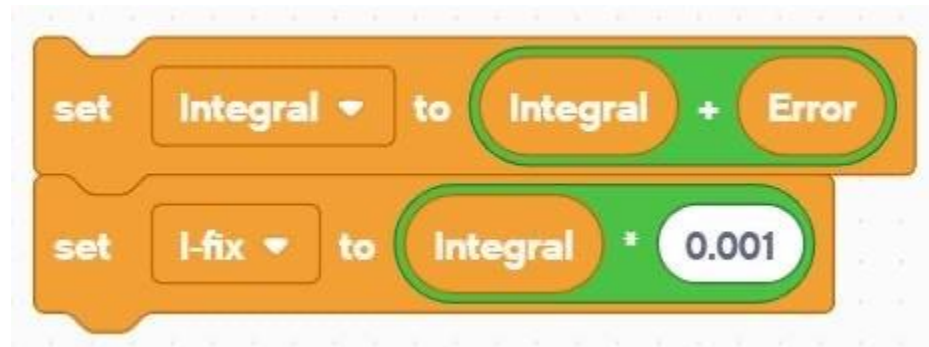 set Integral to Integral + Error
set I-fix to Integral * 0.001